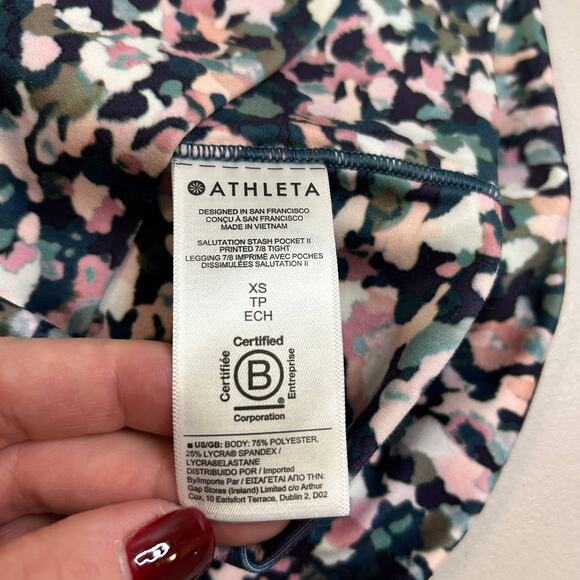 ATHLETA
DESIGNED IN SAN FRANCISCO
CONÇU À SAN FRANCISCO
MADE IN VIETNAM
SALUTATION STASH POCKET II
PRINTED 7/8 TIGHT
LEGGING 7/8 IMPRIMÉ AVEC POCHES
DISSIMULÉES SALUTATION II
XS
TP
ECH
Certified
Certifiée
B
Entreprise
®
Corporation
■ US/GB: BODY: 75% POLYESTER,
25% LYCRA® SPANDEX /
LYCRA®ELASTANE
DISTRIBUIDO POR / Imported
By/Importe Par / ΕΙΣΑΓΕΤΑΙ ΑΠΟ ΤΗΝ
Gap Stores (Ireland) Limited c/o Arthur
Cox, 10 Earlsfort Terrace, Dublin 2, D02